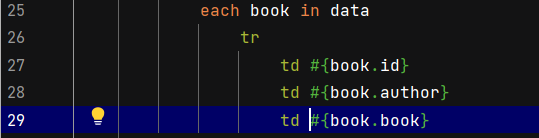 25 each book in data
26 tr
27 td #{book.id}
28 td #{book.author}
29 td #{book.book}